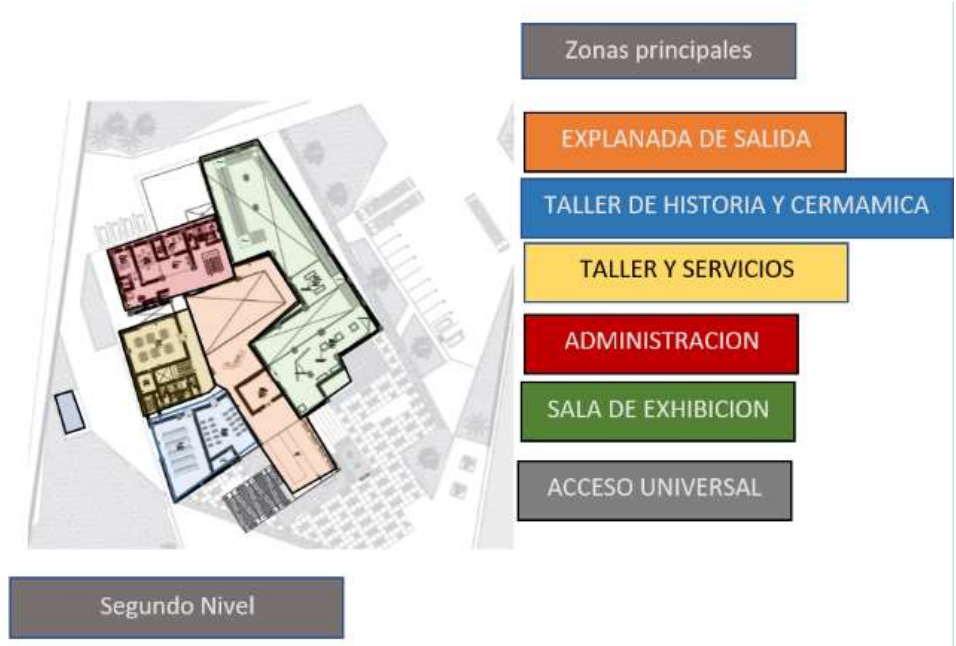 Zonas principales
EXPLANADA DE SALIDA
TALLER DE HISTORIA Y CERMAMICA
TALLER Y SERVICIOS
ADMINISTRACION
SALA DE EXHIBICION
ACCESO UNIVERSAL
Segundo Nivel